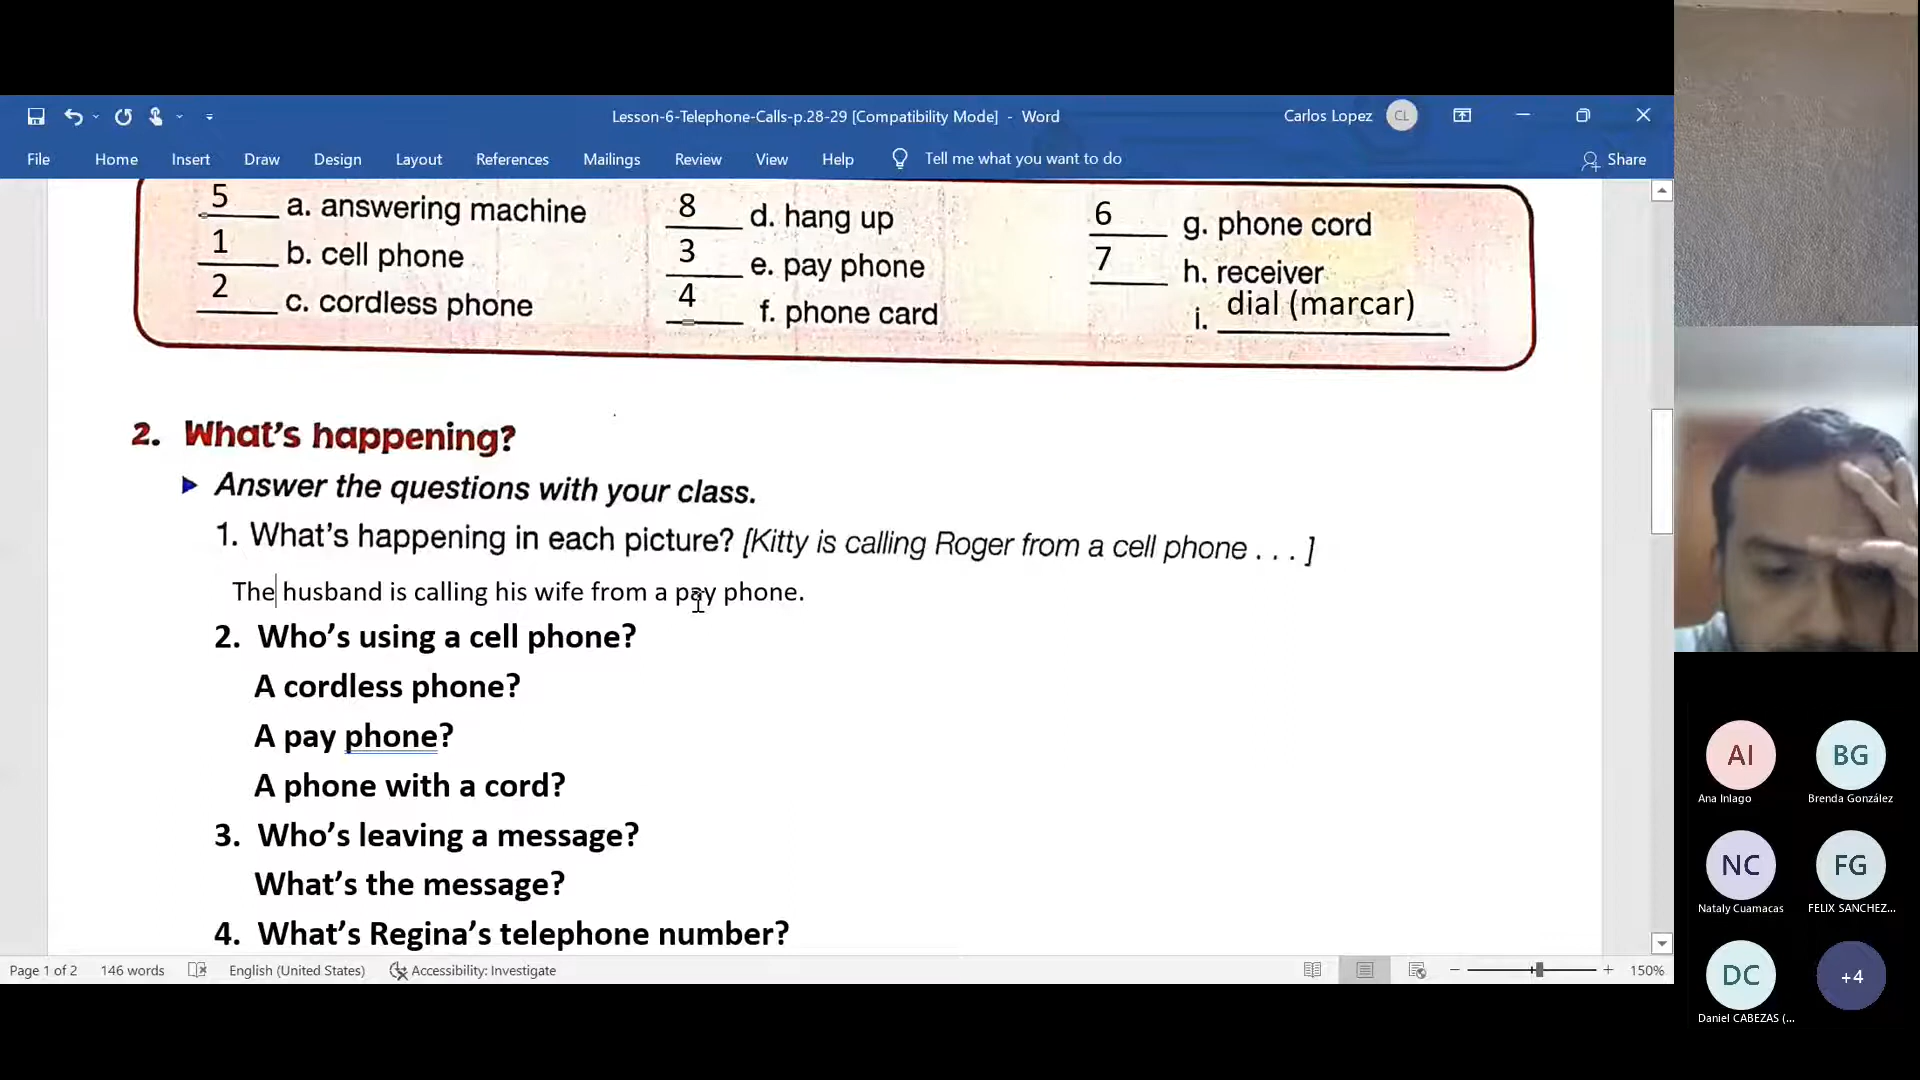 Lesson-6-Telephone-Calls-p.28-29 [Compatibility Mode] - Word
Carlos Lopez
CL
File Home Insert Draw Design Layout References Mailings Review View Help Tell me what you want to do Share
5 a. answering machine 8 d. hang up 6 g. phone cord
1 b. cell phone 3 e. pay phone 7 h. receiver
2 c. cordless phone 4 f. phone card i. dial (marcar)
2. What's happening?
Answer the questions with your class.
1. What's happening in each picture? [Kitty is calling Roger from a cell phone . . . ]
The husband is calling his wife from a pay phone.
2. Who's using a cell phone?
A cordless phone?
A pay phone?
A phone with a cord?
3. Who's leaving a message?
What's the message?
4. What's Regina's telephone number?
Page 1 of 2 146 words English (United States) Accessibility: Investigate 150%
AI BG
Ana Inlago Brenda González
NC FG
Nataly Cuamacas FELIX SANCHEZ...
DC +4
Daniel CABEZAS (...